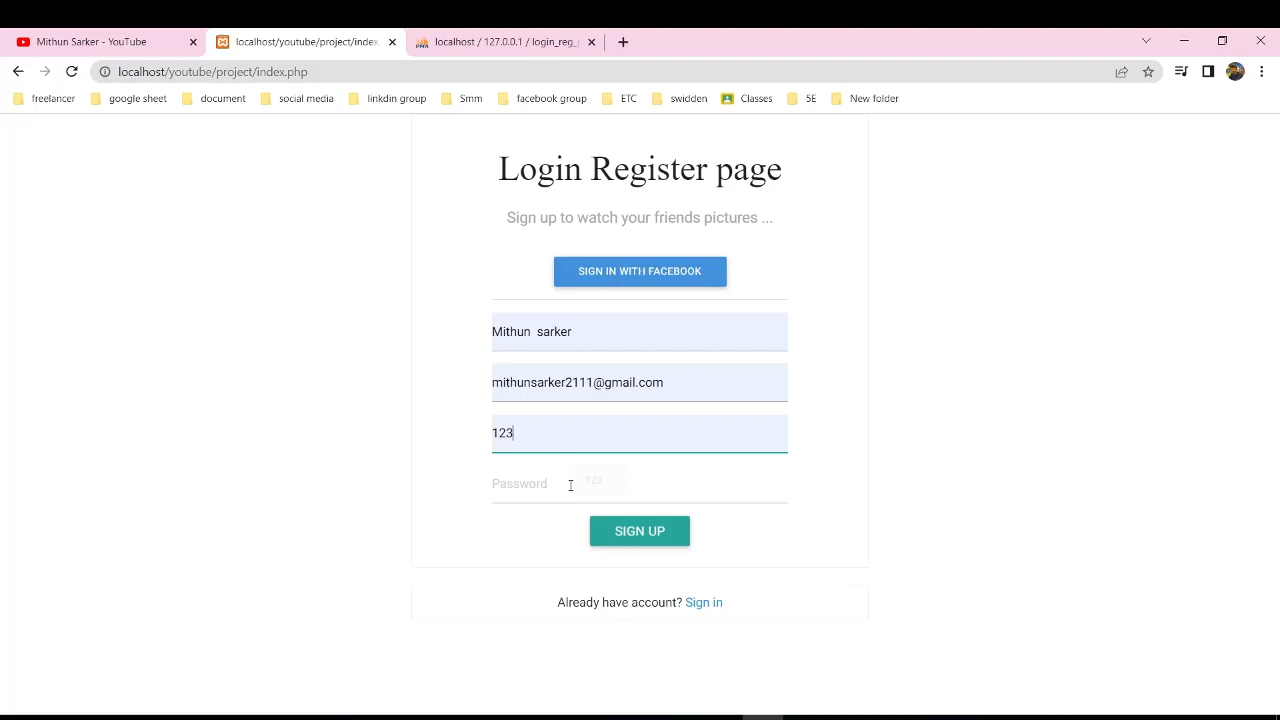 Mithun Sarker - YouTube
localhost/youtube/project/index.
localhost / 127.0.0.1 / login_reg_
localhost/youtube/project/index.php
freelancer
google sheet
document
social media
linkdin group
Smm
facebook group
ETC
swidden
Classes
5E
New folder
Login Register page
Sign up to watch your friends pictures ...
SIGN IN WITH FACEBOOK
Mithun  sarker
mithunsarker2111@gmail.com
123
Password
123
SIGN UP
Already have account? Sign in